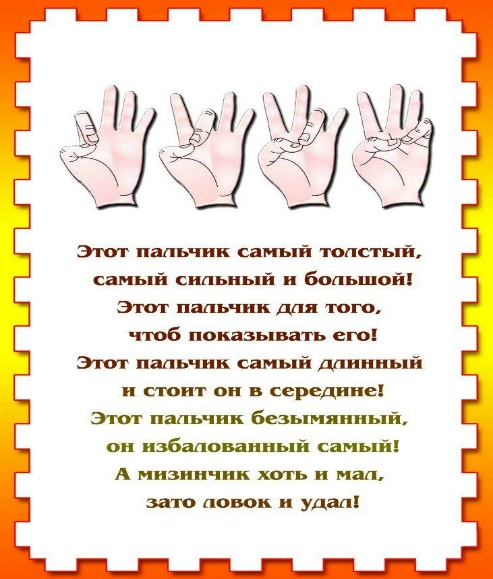 Этот пальчик самый толстый,
самый сильный и большой!
Этот пальчик для того,
чтоб показывать его!
Этот пальчик самый длинный
и стоит он в середине!
Этот пальчик безымянный,
он избалованный самый!
А мизинчик хоть и мал,
зато ловок и удал!